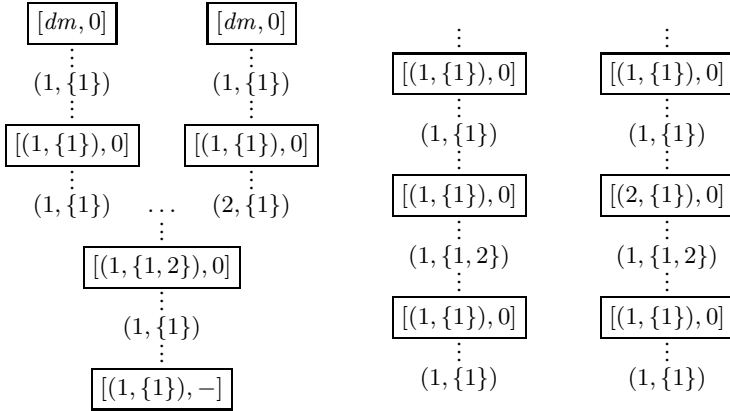 [dm, 0] [dm, 0]
(1, {1}) (1, {1})
[(1, {1}), 0] [(1, {1}), 0]
(1, {1}) ... (2, {1})
[(1, {1, 2}), 0]
(1, {1})
[(1, {1}), −]
[(1, {1}), 0] [(1, {1}), 0]
(1, {1}) (1, {1})
[(1, {1}), 0] [(2, {1}), 0]
(1, {1, 2}) (1, {1, 2})
[(1, {1}), 0] [(1, {1}), 0]
(1, {1}) (1, {1})